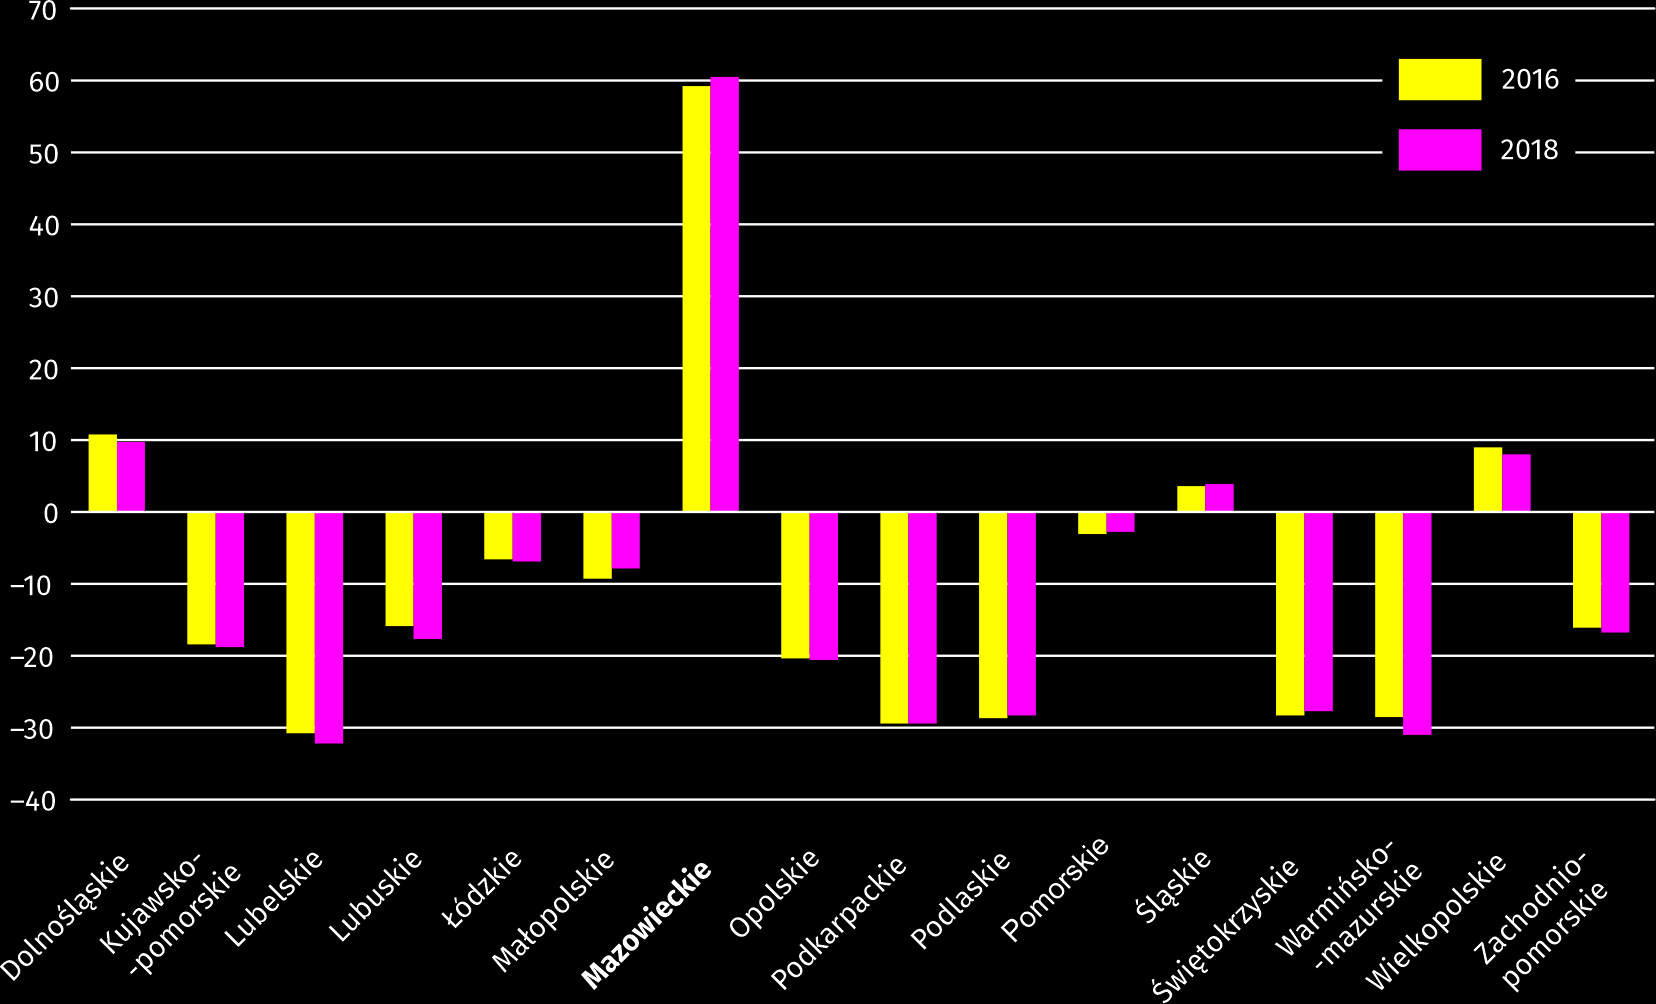 70
60
50
40
30
20
10
0
–10
–20
–30
–40
2016
2018
Dolnośląskie
Kujawsko-
-pomorskie
Lubelskie
Lubuskie
Łódzkie
Małopolskie
Mazowieckie
Opolskie
Podkarpackie
Podlaskie
Pomorskie
Śląskie
Świętokrzyskie
Warmińsko-
-mazurskie
Wielkopolskie
Zachodnio-
pomorskie